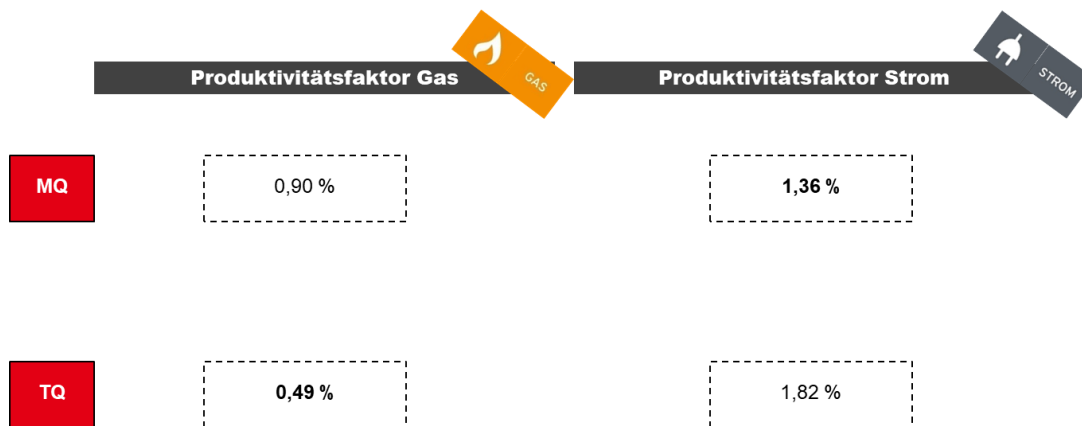 GAS
STROM
Produktivitätsfaktor Gas
Produktivitätsfaktor Strom
MQ
0,90 %
1,36 %
TQ
0,49 %
1,82 %